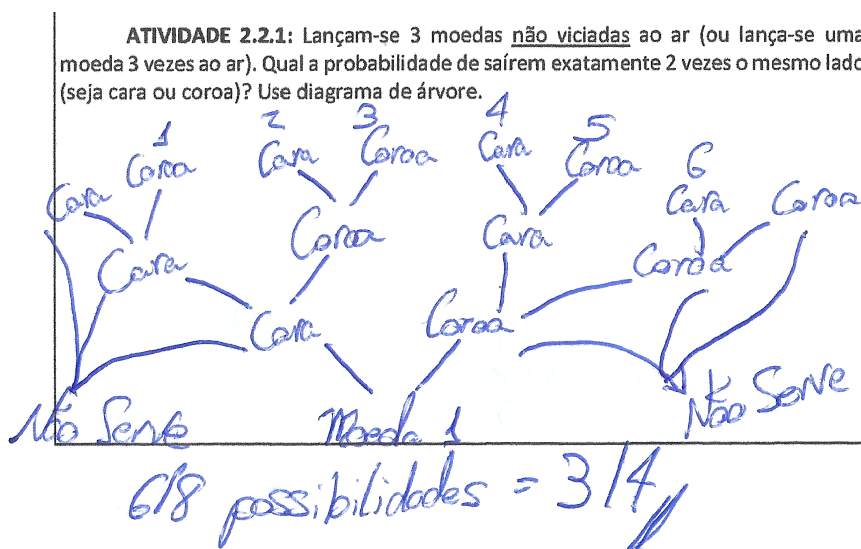 ATIVIDADE 2.2.1: Lançam-se 3 moedas não viciadas ao ar (ou lança-se uma
moeda 3 vezes ao ar). Qual a probabilidade de saírem exatamente 2 vezes o mesmo lado
(seja cara ou coroa)? Use diagrama de árvore.
1 2 3 4 5 6
Cara Coroa Cara Coroa Cara Coroa Cara Coroa
Cara Coroa Cara Coroa
Cara Coroa
Não Serve Moeda 1 Não Serve
6/8 possibilidades = 3/4